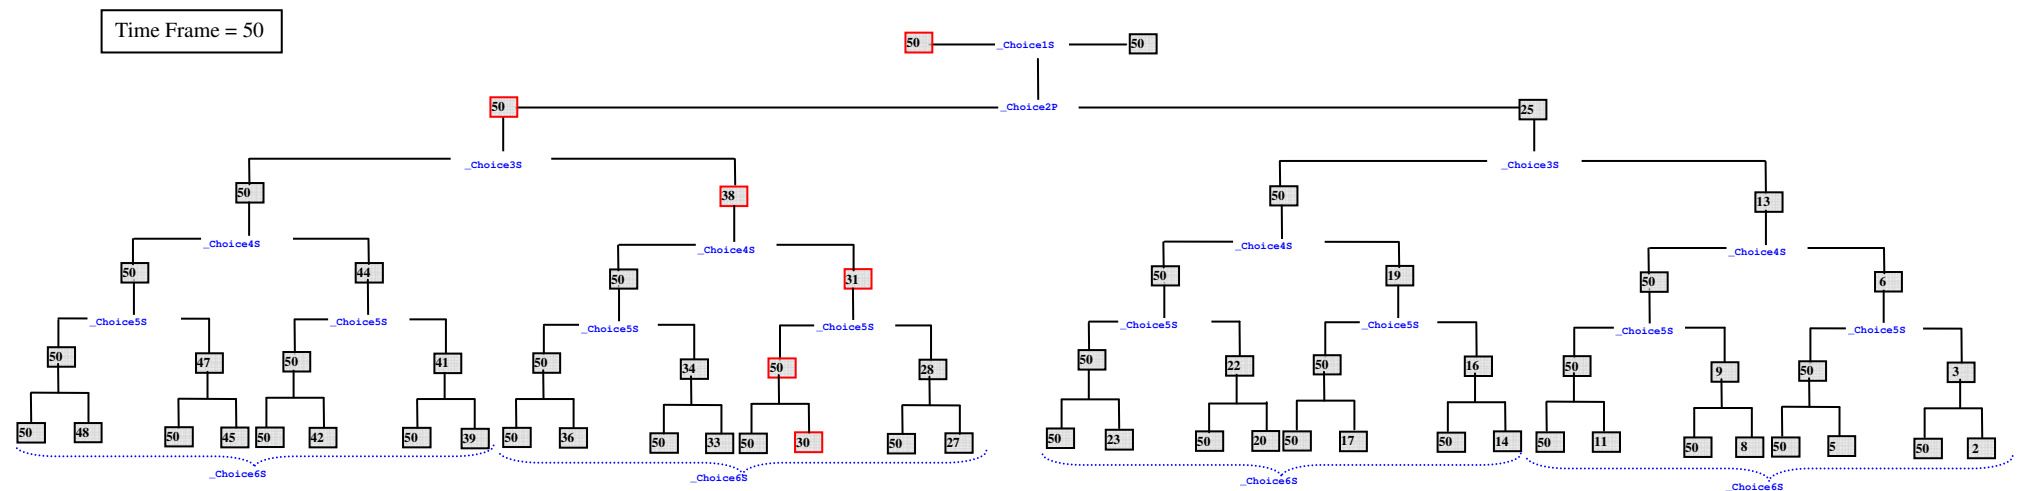 Time Frame = 50
50 _Choice1S 50
50 _Choice2P 25
_Choice3S _Choice3S
50 38 50 13
_Choice4S _Choice4S _Choice4S _Choice4S
50 44 50 31 50 19 50 6
_Choice5S _Choice5S _Choice5S _Choice5S _Choice5S _Choice5S _Choice5S _Choice5S
50 47 50 41 50 34 50 28 50 22 50 16 50 9 50 3
50 48 50 45 50 42 50 39 50 36 50 33 50 30 50 27 50 23 50 20 50 17 50 14 50 11 50 8 50 5 50 2
_Choice6S _Choice6S _Choice6S _Choice6S